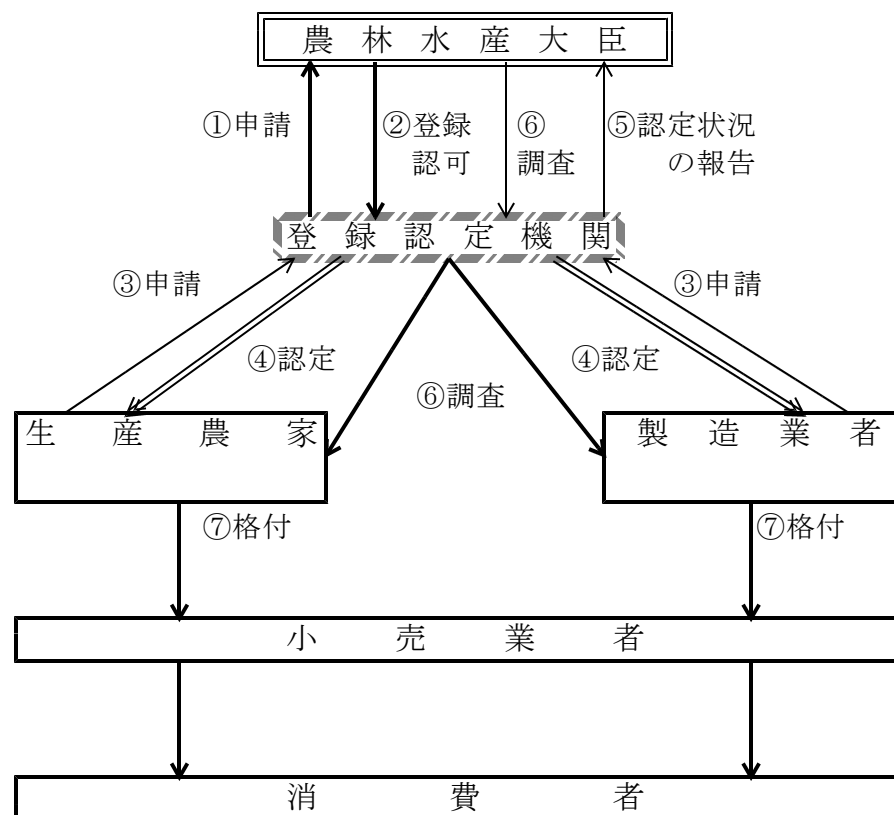 農林水産大臣
①申請
②登録
認可
⑥
調査
⑤認定状況
の報告
登録認定機関
③申請
③申請
④認定
④認定
⑥調査
生産農家
製造業者
⑦格付
⑦格付
小売業者
消費者